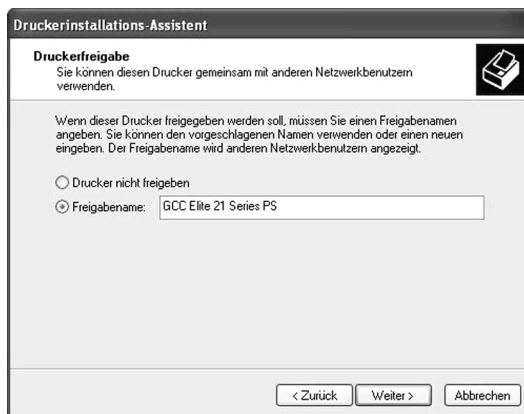 Druckerinstallations-Assistent
Druckerfreigabe
Sie können diesen Drucker gemeinsam mit anderen Netzwerkbenutzern
verwenden.
Wenn dieser Drucker freigegeben werden soll, müssen Sie einen Freigabenamen
angeben. Sie können den vorgeschlagenen Namen verwenden oder einen neuen
eingeben. Der Freigabename wird anderen Netzwerkbenutzern angezeigt.
Drucker nicht freigeben
Freigabename: GCC Elite 21 Series PS
< Zurück Weiter > Abbrechen